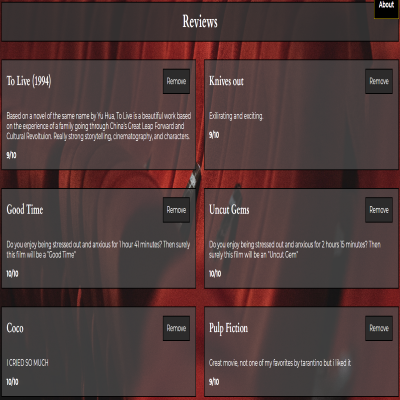 About
Reviews
To Live (1994)
Remove
Based on a novel of the same name by Yu Hua, To Live is a beautiful work based
on the experience of a family going through China's Great Leap Forward and
Cultural Revoltuion. Really strong storytelling, cinematography, and characters.
9/10
Knives out
Remove
Exilirating and exciting.
9/10
Good Time
Remove
Do you enjoy being stressed out and anxious for 1 hour 41 minutes? Then surely
this film will be a "Good Time"
10/10
Uncut Gems
Remove
Do you enjoy being stressed out and anxious for 2 hours 15 minutes? Then
surely this film will be an "Uncut Gem"
10/10
Coco
Remove
I CRIED SO MUCH
10/10
Pulp Fiction
Remove
Great movie, not one of my favorites by tarantino but i liked it
9/10